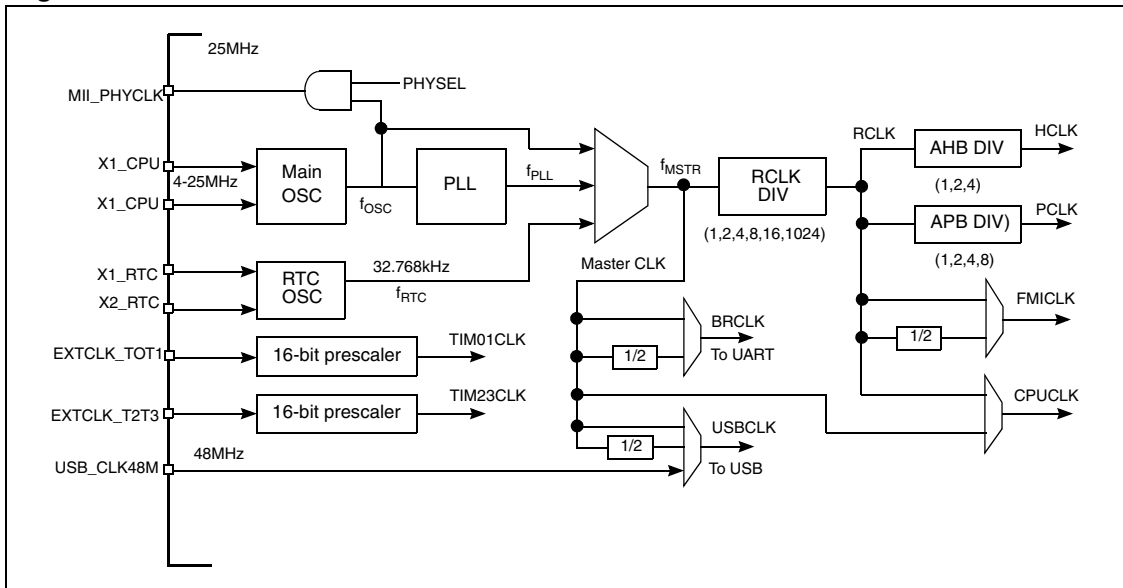 25MHz
MII_PHYCLK
PHYSEL
X1_CPU
4-25MHz
X1_CPU
Main
OSC
fOSC
PLL
fPLL
fMSTR
RCLK
DIV
(1,2,4,8,16,1024)
RCLK
AHB DIV
(1,2,4)
HCLK
APB DIV)
(1,2,4,8)
PCLK
X1_RTC
X2_RTC
RTC
OSC
32.768kHz
fRTC
Master CLK
EXTCLK_T0T1
16-bit prescaler
TIM01CLK
EXTCLK_T2T3
16-bit prescaler
TIM23CLK
1/2
BRCLK
To UART
1/2
FMICLK
CPUCLK
USB_CLK48M
48MHz
1/2
USBCLK
To USB